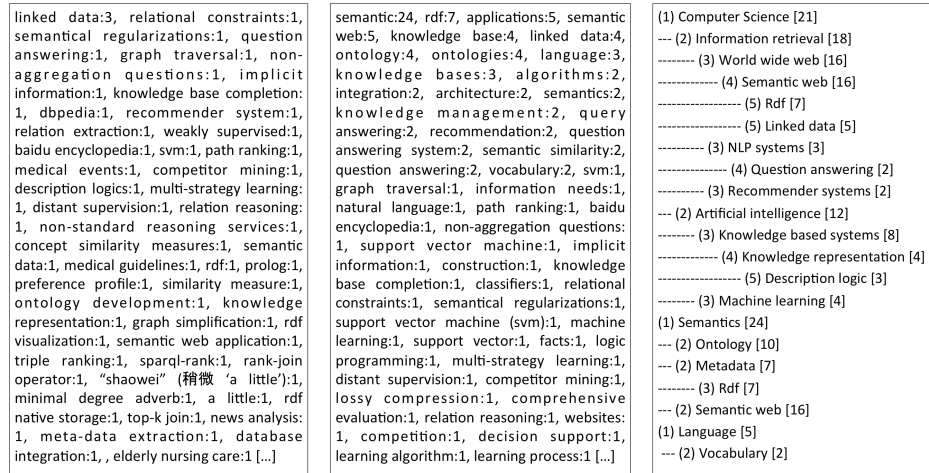 linked data:3, relational constraints:1,
semantical regularizations:1, question
answering:1, graph traversal:1, non-
aggregation questions:1, implicit
information:1, knowledge base completion:
1, dbpedia:1, recommender system:1,
relation extraction:1, weakly supervised:1,
baidu encyclopedia:1, svm:1, path ranking:1,
medical events:1, competitor mining:1,
description logics:1, multi-strategy learning:
1, distant supervision:1, relation reasoning:
1, non-standard reasoning services:1,
concept similarity measures:1, semantic
data:1, medical guidelines:1, rdf:1, prolog:1,
preference profile:1, similarity measure:1,
ontology development:1, knowledge
representation:1, graph simplification:1, rdf
visualization:1, semantic web application:1,
triple ranking:1, sparql-rank:1, rank-join
operator:1, “shaowei” (稍微 ‘a little’):1,
minimal degree adverb:1, a little:1, rdf
native storage:1, top-k join:1, news analysis:
1, meta-data extraction:1, database
integration:1, , elderly nursing care:1 […]
semantic:24, rdf:7, applications:5, semantic
web:5, knowledge base:4, linked data:4,
ontology:4, ontologies:4, language:3,
knowledge bases:3, algorithms:2,
integration:2, architecture:2, semantics:2,
knowledge management:2, query
answering:2, recommendation:2, question
answering system:2, semantic similarity:2,
question answering:2, vocabulary:2, svm:1,
graph traversal:1, information needs:1,
natural language:1, path ranking:1, baidu
encyclopedia:1, non-aggregation questions:
1, support vector machine:1, implicit
information:1, construction:1, knowledge
base completion:1, classifiers:1, relational
constraints:1, semantical regularizations:1,
support vector machine (svm):1, machine
learning:1, support vector:1, facts:1, logic
programming:1, multi-strategy learning:1,
distant supervision:1, competitor mining:1,
lossy compression:1, comprehensive
evaluation:1, relation reasoning:1, websites:
1, competition:1, decision support:1,
learning algorithm:1, learning process:1 […]
(1) Computer Science [21]
--- (2) Information retrieval [18]
-------- (3) World wide web [16]
------------- (4) Semantic web [16]
------------------ (5) Rdf [7]
------------------ (5) Linked data [5]
---------- (3) NLP systems [3]
--------------- (4) Question answering [2]
---------- (3) Recommender systems [2]
--- (2) Artificial intelligence [12]
-------- (3) Knowledge based systems [8]
------------- (4) Knowledge representation [4]
------------------ (5) Description logic [3]
-------- (3) Machine learning [4]
(1) Semantics [24]
--- (2) Ontology [10]
--- (2) Metadata [7]
-------- (3) Rdf [7]
--- (2) Semantic web [16]
(1) Language [5]
--- (2) Vocabulary [2]